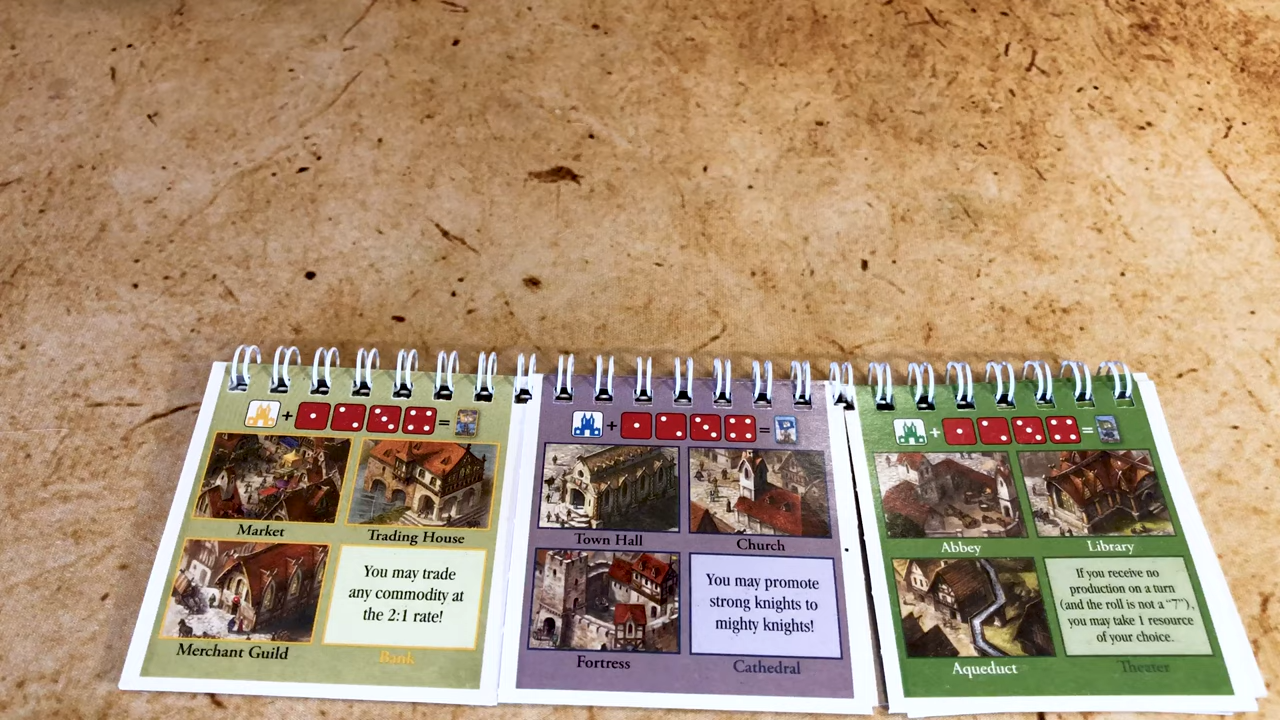 Market
Trading House
Merchant Guild
You may trade
any commodity at
the 2:1 rate!
Bank
Town Hall
Church
Fortress
You may promote
strong knights to
mighty knights!
Cathedral
Abbey
Library
Aqueduct
If you receive no
production on a turn
(and the roll is not a “7”),
you may take 1 resource
of your choice.
Theater